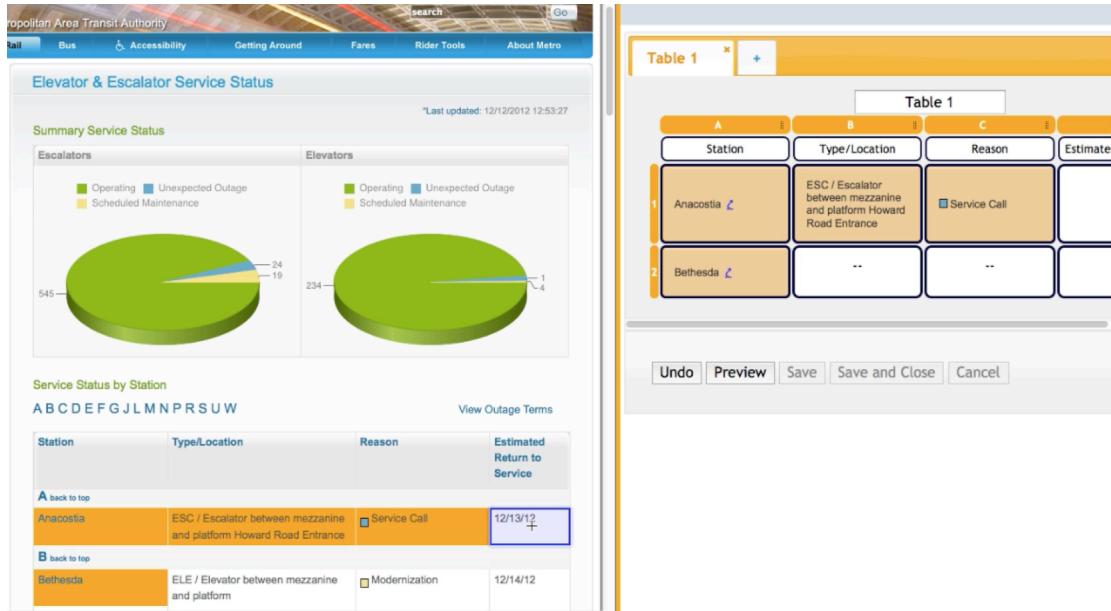 search
Go
ropolitan Area Transit Authority
Rail Bus Accessibility Getting Around Fares Rider Tools About Metro
Elevator & Escalator Service Status
*Last updated: 12/12/2012 12:53:27
Summary Service Status
Escalators
Elevators
Operating Unexpected Outage
Scheduled Maintenance
Operating Unexpected Outage
Scheduled Maintenance
24
19
545
1
4
234
Service Status by Station
A B C D E F G J L M N P R S U W
View Outage Terms
Station Type/Location Reason Estimated
Return to
Service
A back to top
Anacostia ESC / Escalator between mezzanine Service Call 12/13/12
and platform Howard Road Entrance
B back to top
Bethesda ELE / Elevator between mezzanine Modernization 12/14/12
and platform
Table 1 × +
Table 1
A B C
Station Type/Location Reason Estimate
1
Anacostia
ESC / Escalator
between mezzanine
and platform Howard
Road Entrance
Service Call
2
Bethesda -- --
Undo Preview Save Save and Close Cancel